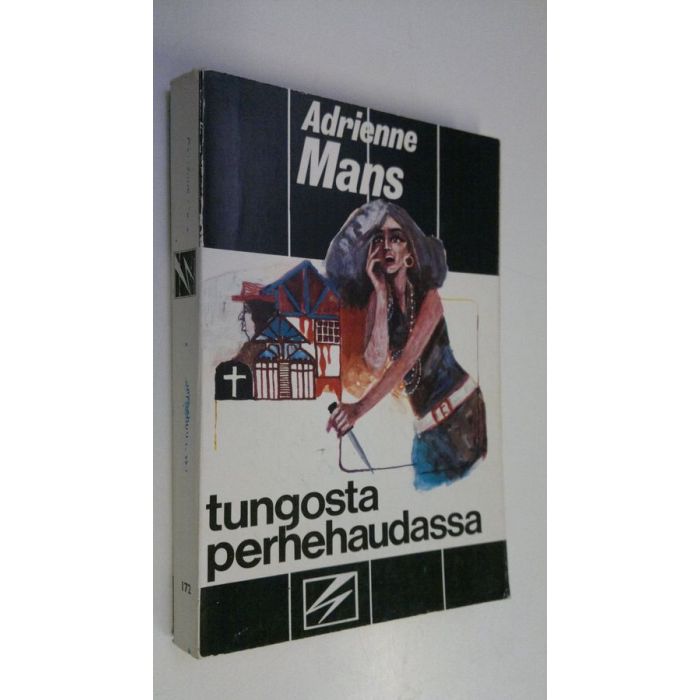 Adrienne
Mans
tungosta
perhehaudassa
172